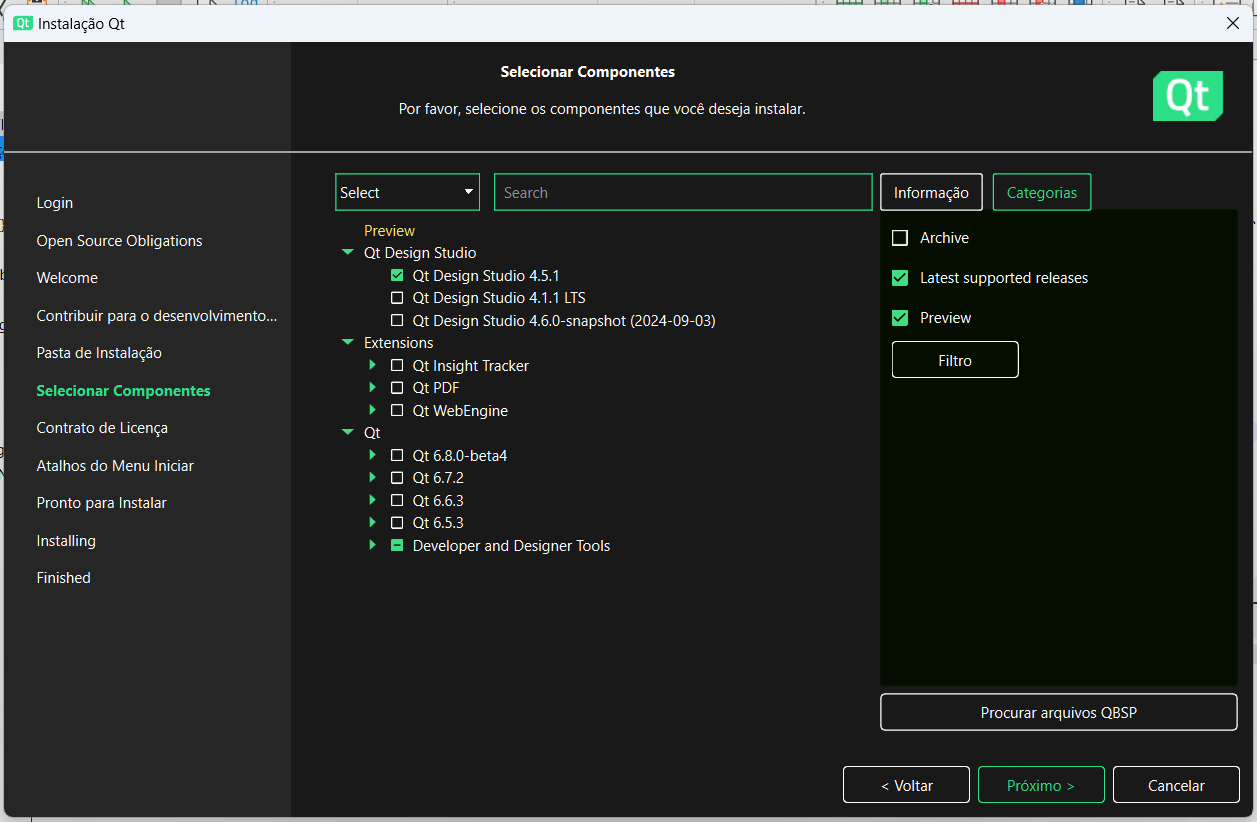 Qt Instalação Qt
Selecionar Componentes
Por favor, selecione os componentes que você deseja instalar.
Qt
Login
Open Source Obligations
Welcome
Contribuir para o desenvolvimento...
Pasta de Instalação
Selecionar Componentes
Contrato de Licença
Atalhos do Menu Iniciar
Pronto para Instalar
Installing
Finished
Select
Search
Preview
Qt Design Studio
Qt Design Studio 4.5.1
Qt Design Studio 4.1.1 LTS
Qt Design Studio 4.6.0-snapshot (2024-09-03)
Extensions
Qt Insight Tracker
Qt PDF
Qt WebEngine
Qt
Qt 6.8.0-beta4
Qt 6.7.2
Qt 6.6.3
Qt 6.5.3
Developer and Designer Tools
Informação
Categorias
Archive
Latest supported releases
Preview
Filtro
Procurar arquivos QBSP
< Voltar
Próximo >
Cancelar